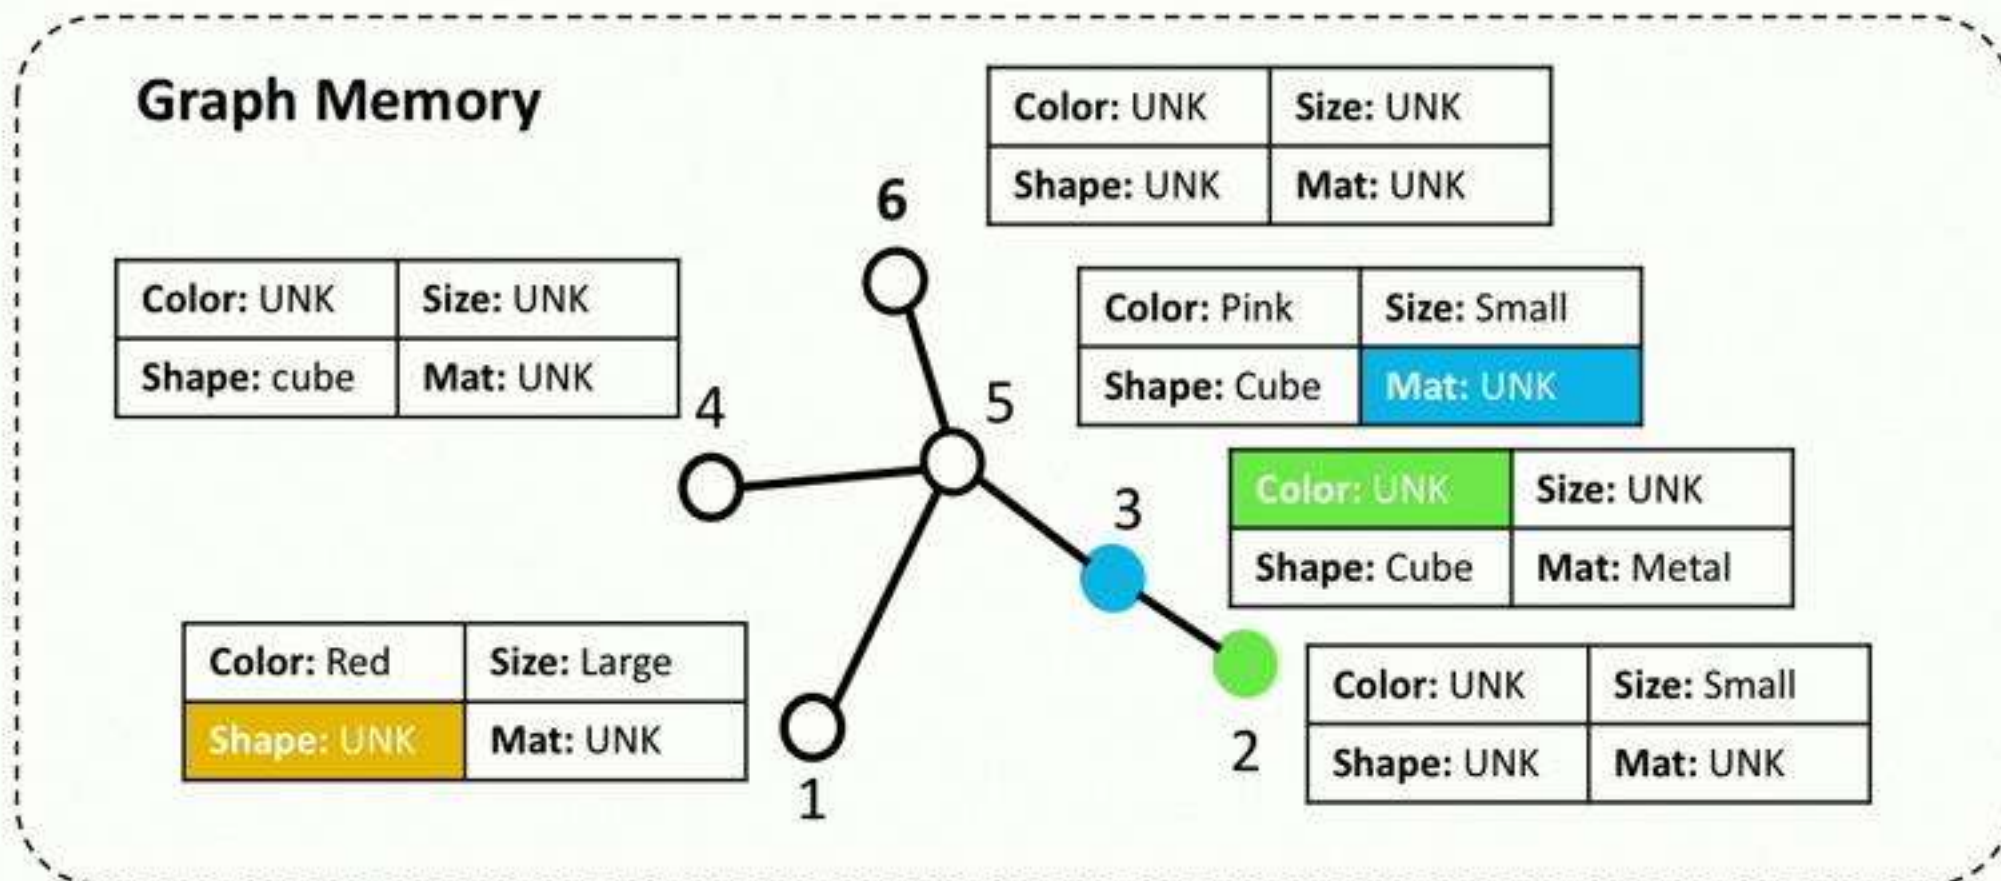 Graph Memory
Color: UNK Size: UNK
Shape: UNK Mat: UNK
6
Color: UNK Size: UNK
Shape: cube Mat: UNK
4
Color: Pink Size: Small
Shape: Cube Mat: UNK
5
Color: UNK Size: UNK
Shape: Cube Mat: Metal
3
Color: Red Size: Large
Shape: UNK Mat: UNK
1
Color: UNK Size: Small
Shape: UNK Mat: UNK
2